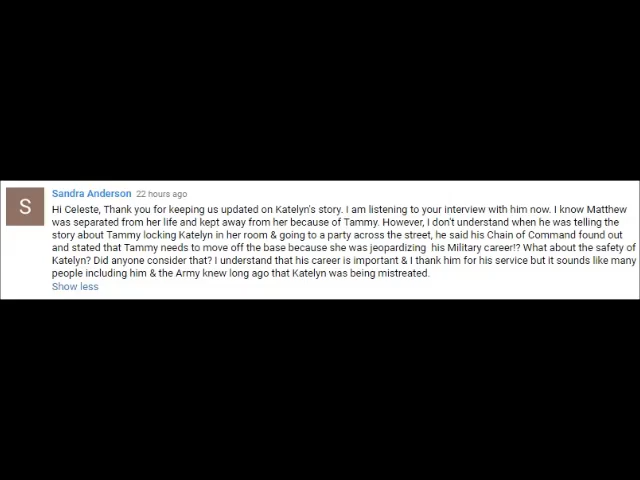 S
Sandra Anderson 22 hours ago
Hi Celeste, Thank you for keeping us updated on Katelyn's story. I am listening to your interview with him now. I know Matthew
was separated from her life and kept away from her because of Tammy. However, I don't understand when he was telling the
story about Tammy locking Katelyn in her room & going to a party across the street, he said his Chain of Command found out
and stated that Tammy needs to move off the base because she was jeopardizing his Military career!? What about the safety of
Katelyn? Did anyone consider that? I understand that his career is important & I thank him for his service but it sounds like many
people including him & the Army knew long ago that Katelyn was being mistreated.
Show less